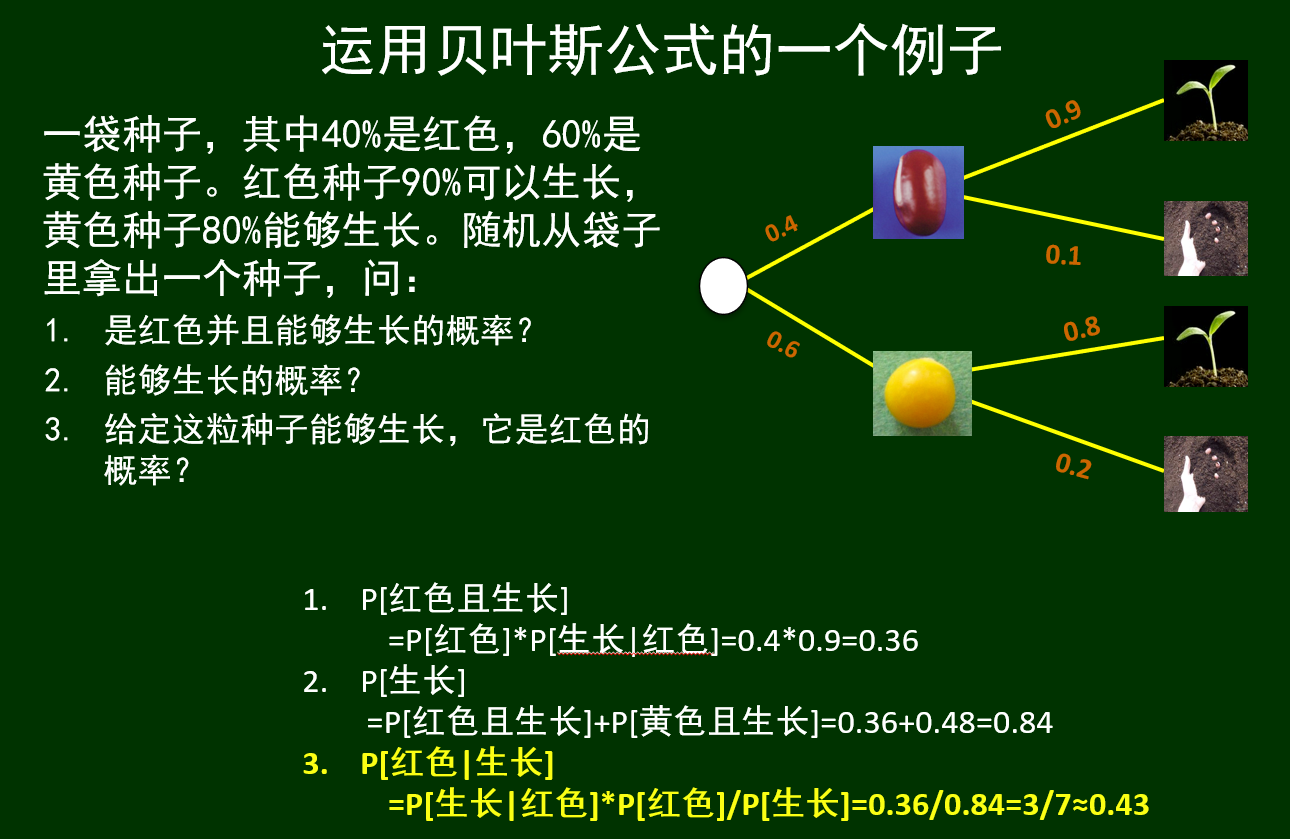 运用贝叶斯公式的一个例子
一袋种子，其中40%是红色，60%是
黄色种子。红色种子90%可以生长，
黄色种子80%能够生长。随机从袋子
里拿出一个种子，问：
1. 是红色并且能够生长的概率？
2. 能够生长的概率？
3. 给定这粒种子能够生长，它是红色的
概率？
0.4
0.6
0.9
0.1
0.8
0.2
1. P[红色且生长]
=P[红色]*P[生长|红色]=0.4*0.9=0.36
2. P[生长]
=P[红色且生长]+P[黄色且生长]=0.36+0.48=0.84
3. P[红色|生长]
=P[生长|红色]*P[红色]/P[生长]=0.36/0.84=3/7≈0.43